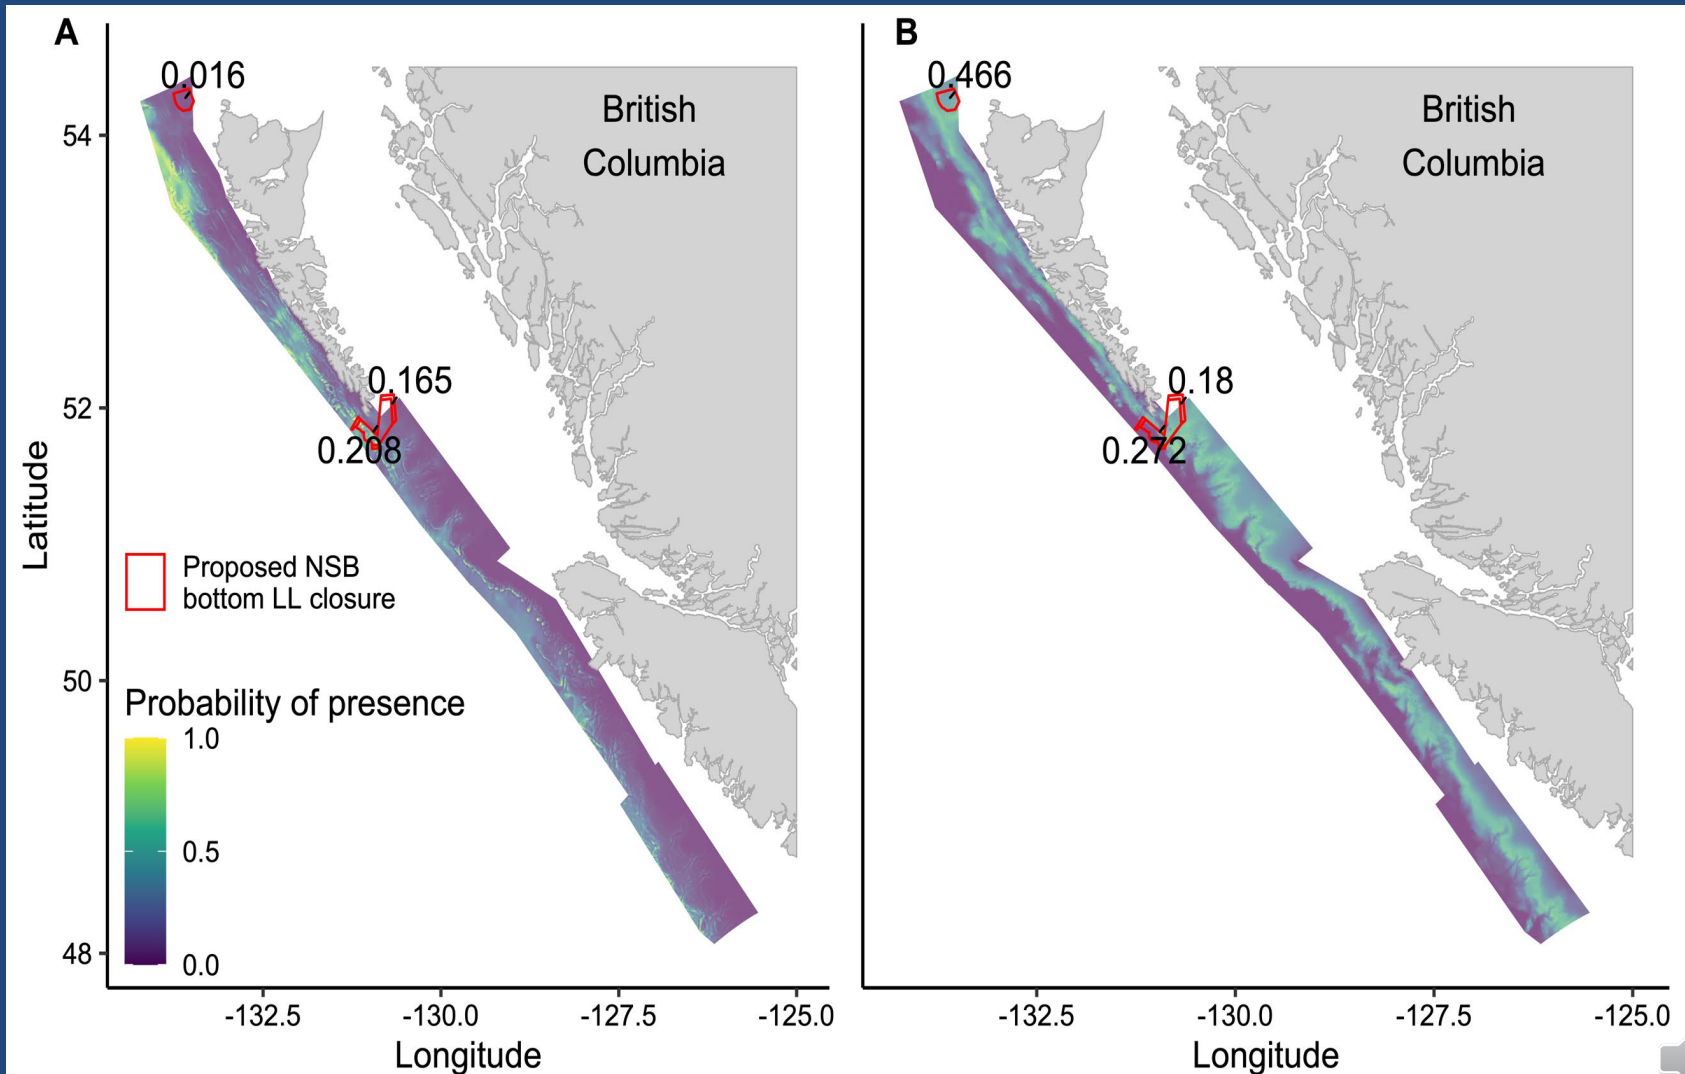 A
0.016
British
Columbia
54
0.165
52
0.208
Latitude
Proposed NSB
bottom LL closure
50
Probability of presence
1.0
0.5
0.0
48
-132.5
-130.0
-127.5
-125.0
Longitude
B
0.466
British
Columbia
0.18
0.272
-132.5
-130.0
-127.5
-125.0
Longitude